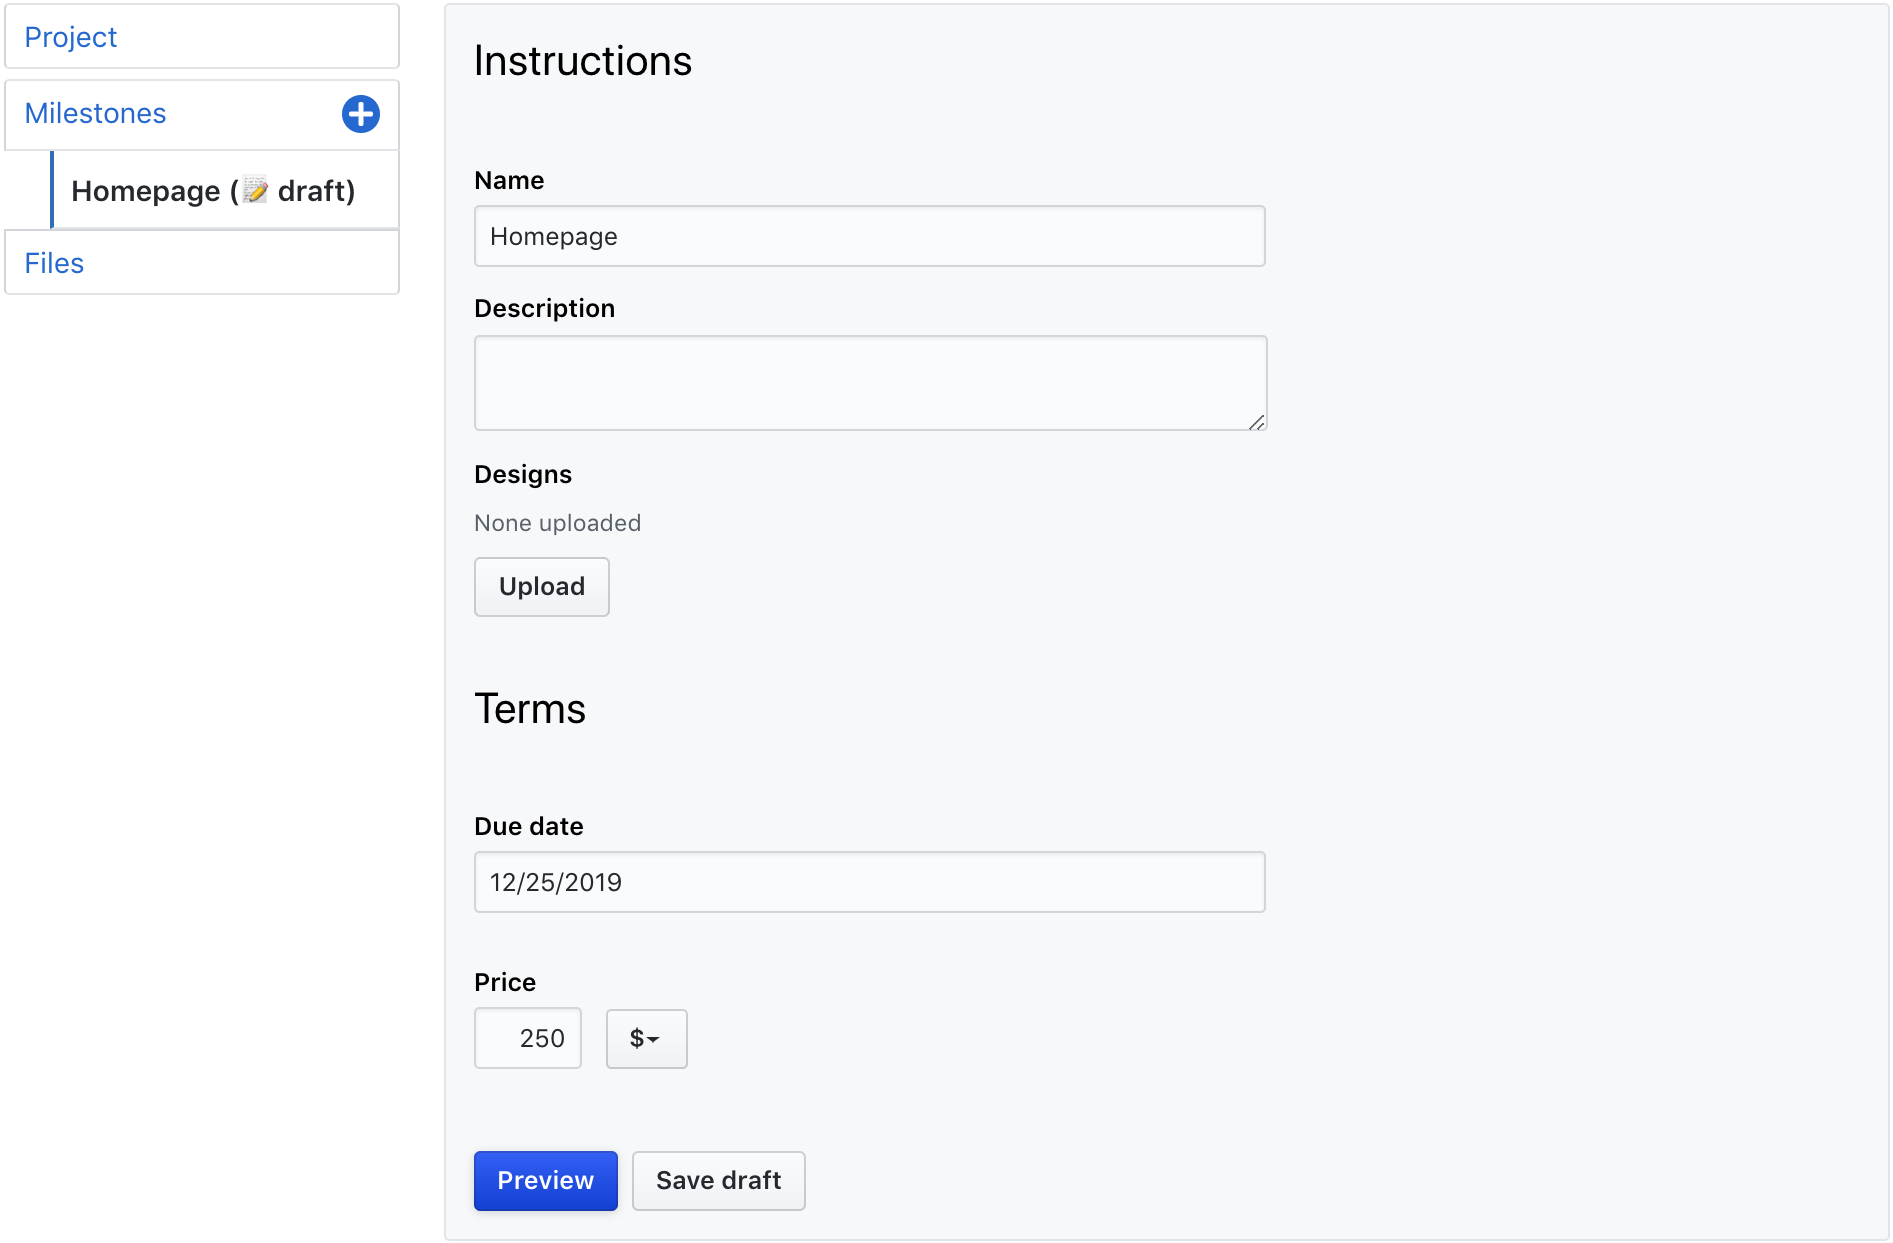 Project
Milestones
Homepage (📝 draft)
Files
Instructions
Name
Homepage
Description
Designs
None uploaded
Upload
Terms
Due date
12/25/2019
Price
250 $
Preview Save draft